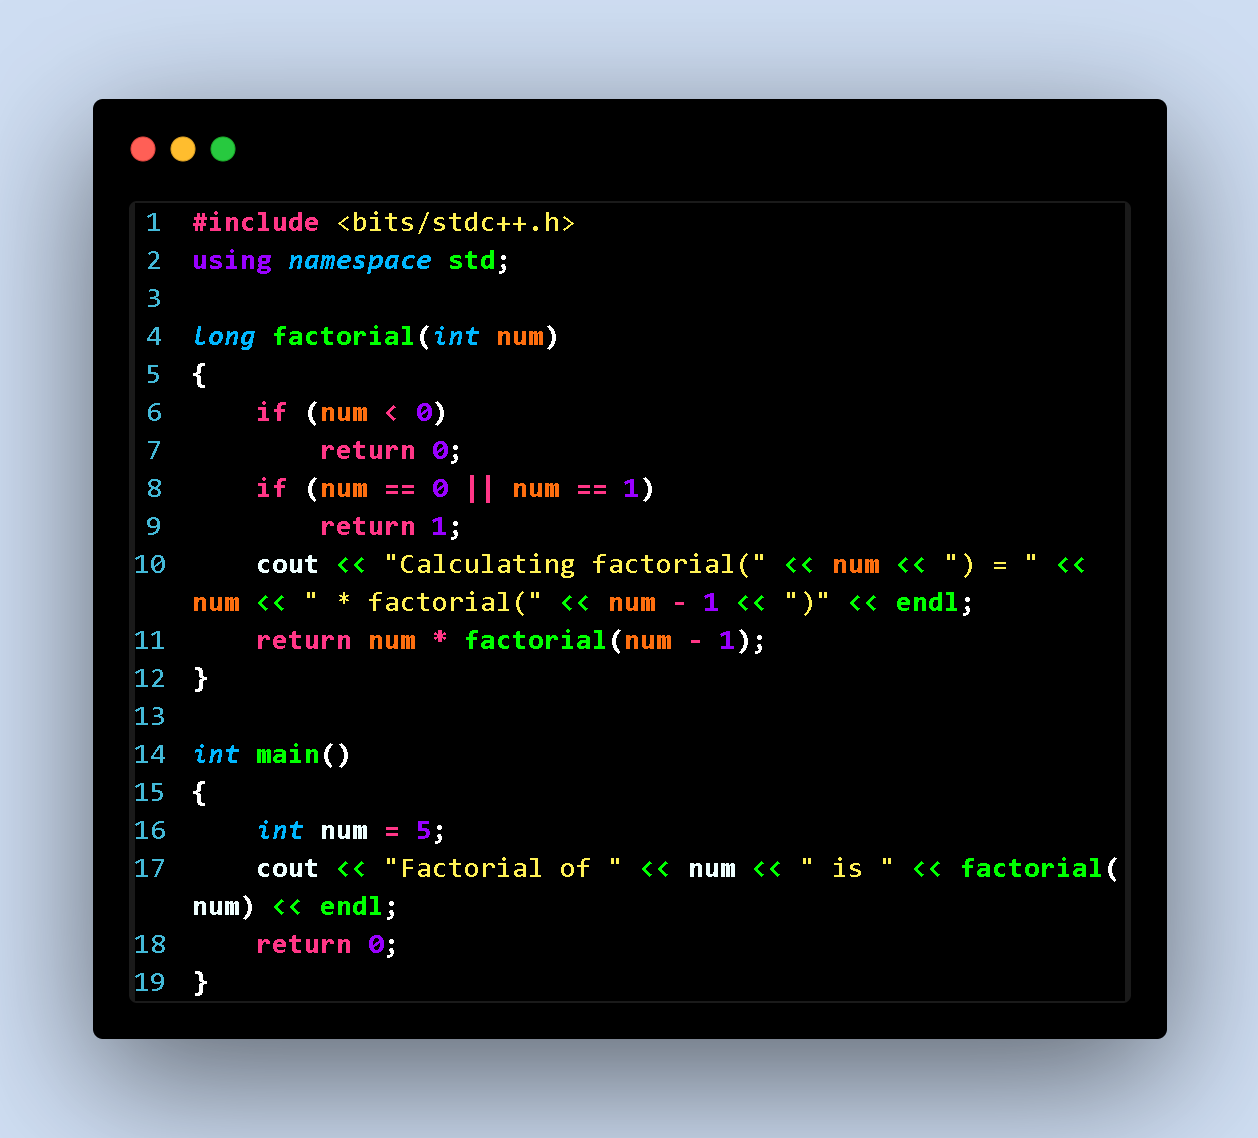 1 #include <bits/stdc++.h>
2 using namespace std;
3
4 long factorial(int num)
5 {
6     if (num < 0)
7         return 0;
8     if (num == 0 || num == 1)
9         return 1;
10     cout << "Calculating factorial(" << num << ") = " <<
num << " * factorial(" << num - 1 << ")" << endl;
11     return num * factorial(num - 1);
12 }
13
14 int main()
15 {
16     int num = 5;
17     cout << "Factorial of " << num << " is " << factorial(
num) << endl;
18     return 0;
19 }